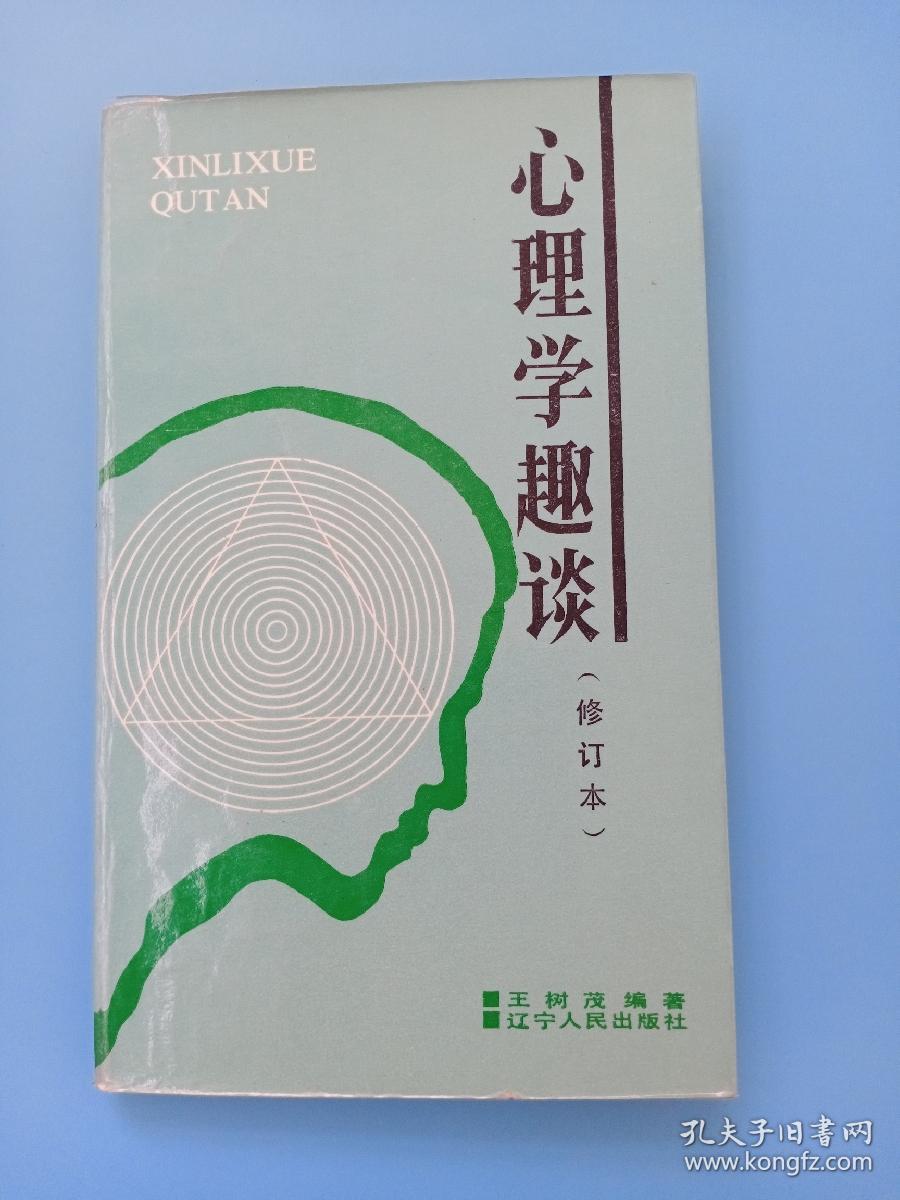 XINLIXUE
QUTAN
心理学趣谈
（修订本）
王树茂编著
辽宁人民出版社
孔夫子旧书网
www.kongfz.com